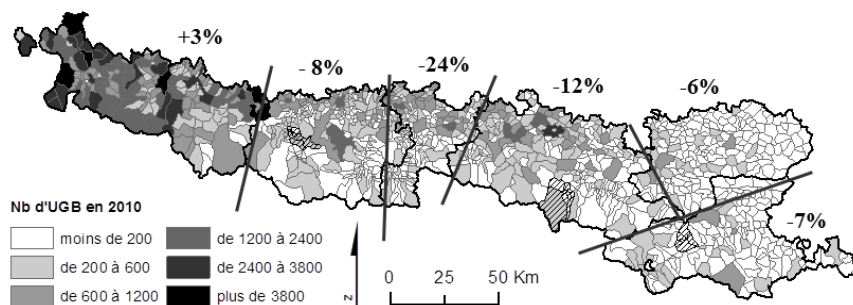 +3%
- 8%
-24%
-12%
-6%
-7%
Nb d'UGB en 2010
moins de 200
de 200 à 600
de 600 à 1200
de 1200 à 2400
de 2400 à 3800
plus de 3800
N
0 25 50 Km